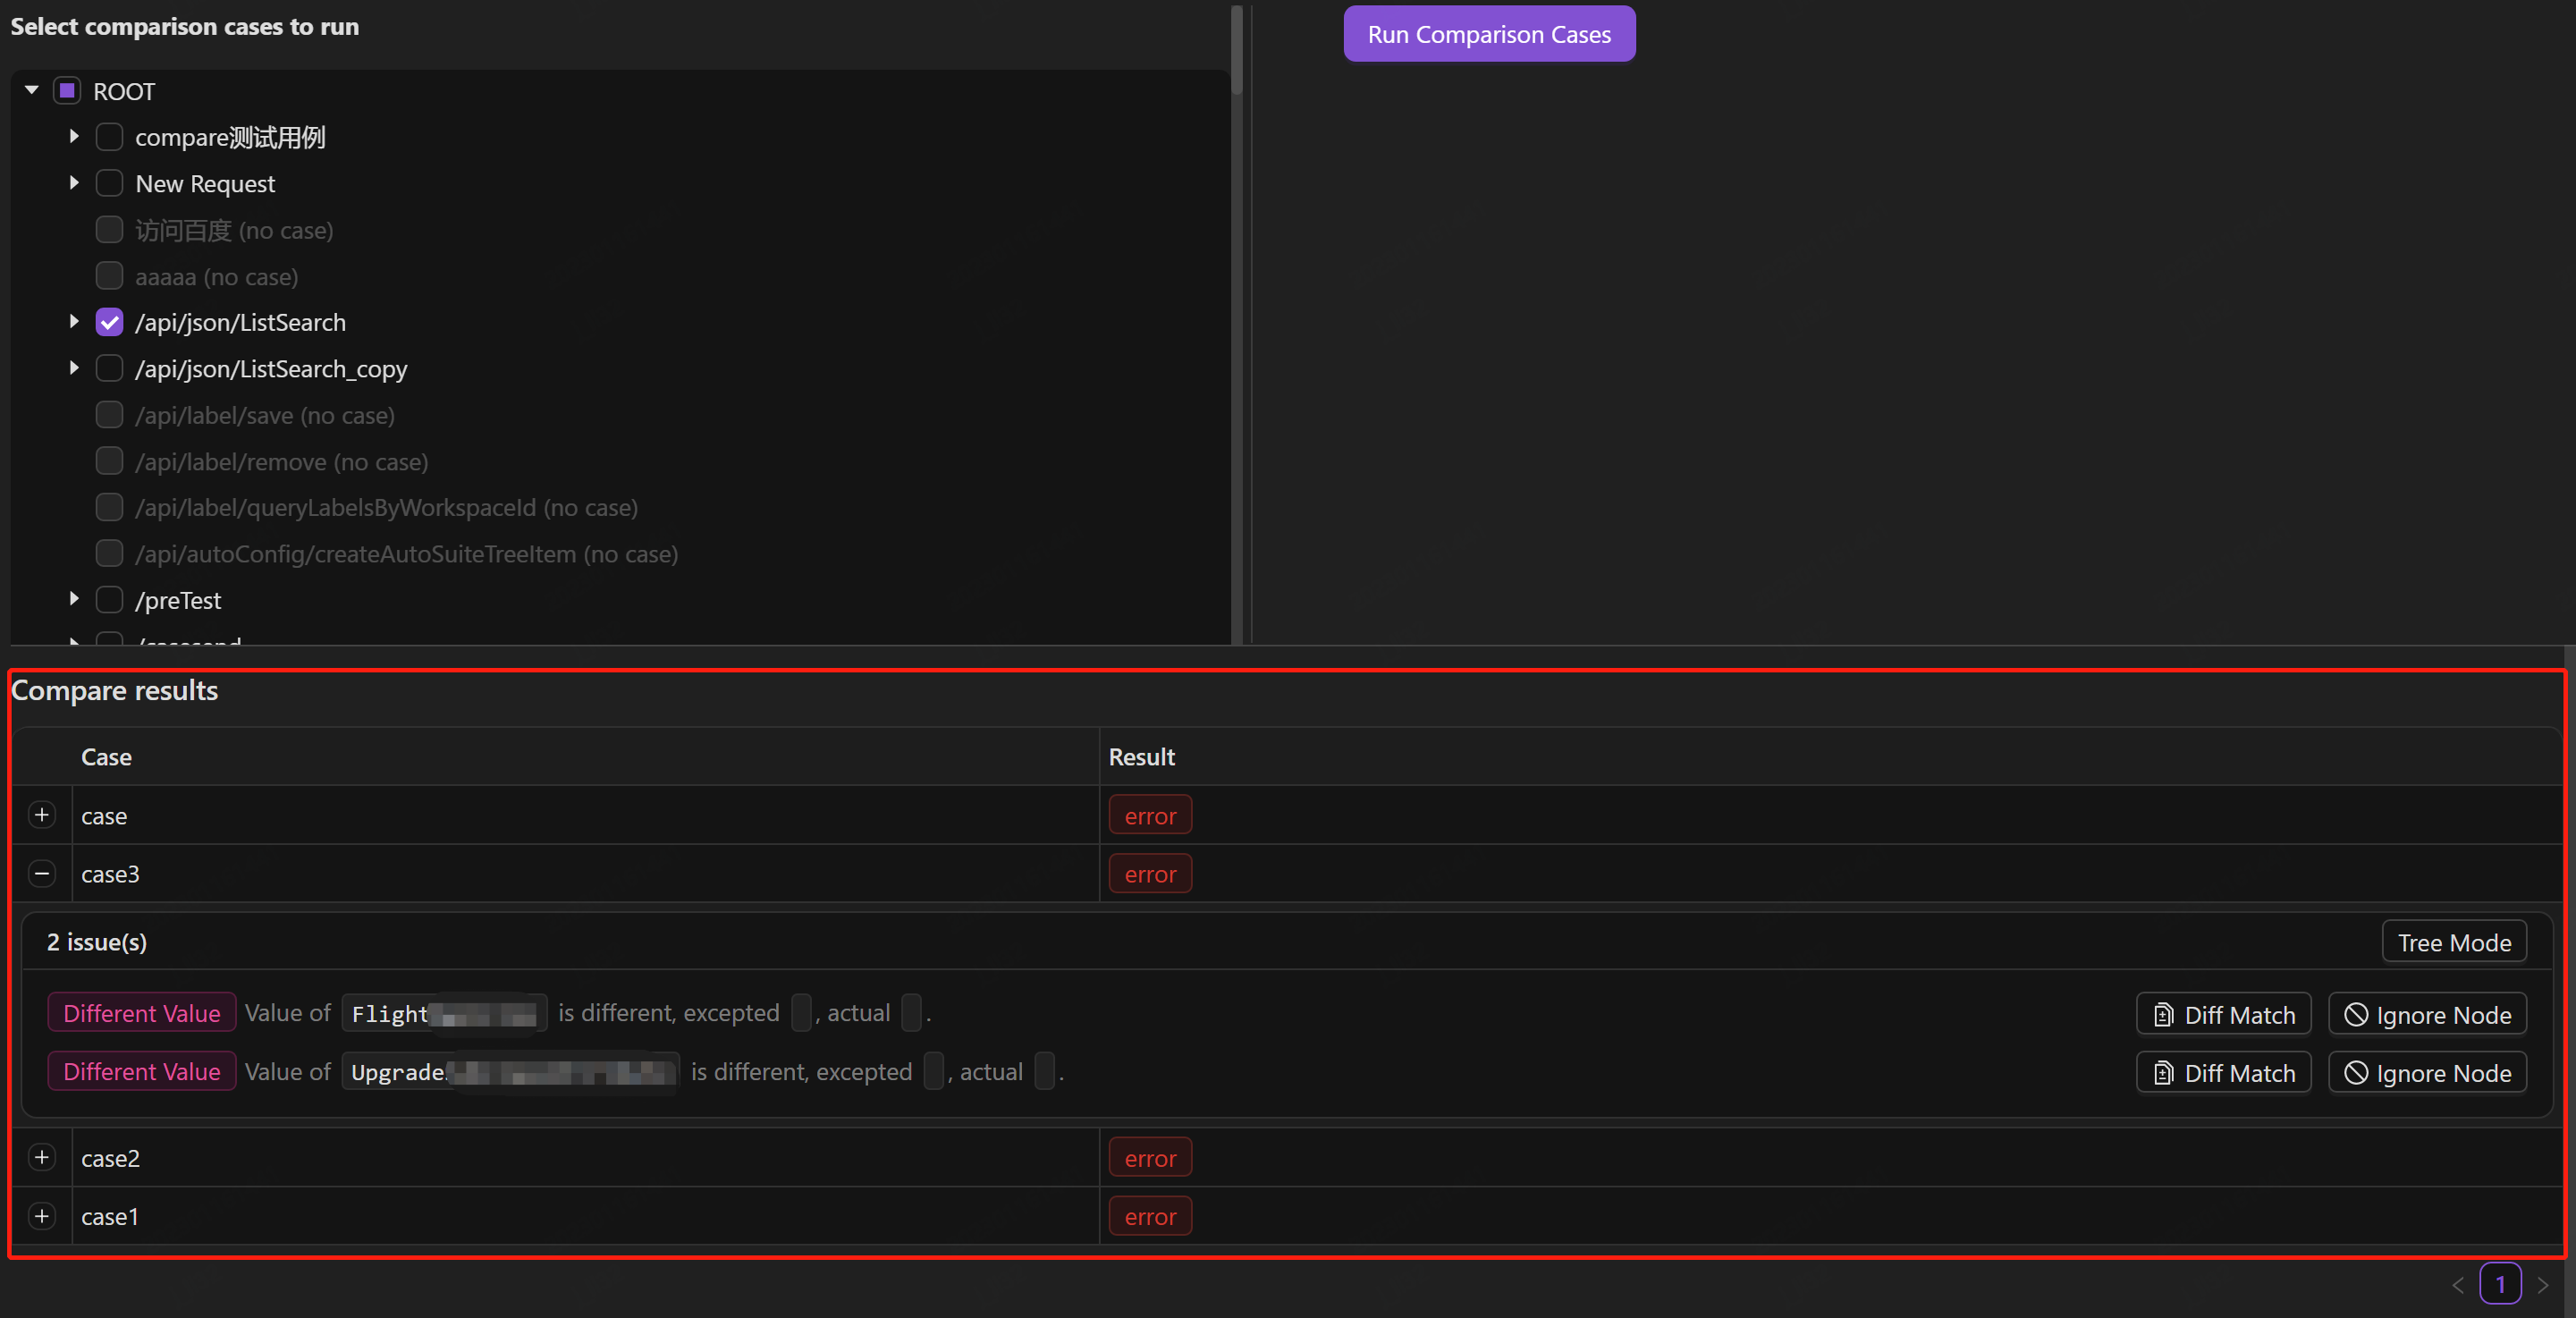 Select comparison cases to run
Run Comparison Cases
ROOT
compare测试用例
New Request
访问百度 (no case)
aaaaa (no case)
/api/json/ListSearch
/api/json/ListSearch_copy
/api/label/save (no case)
/api/label/remove (no case)
/api/label/queryLabelsByWorkspaceId (no case)
/api/autoConfig/createAutoSuiteTreeItem (no case)
/preTest
Compare results
Case Result
case error
case3 error
2 issue(s) Tree Mode
Different Value Value of Flight is different, excepted , actual . Diff Match Ignore Node
Different Value Value of Upgrade is different, excepted , actual . Diff Match Ignore Node
case2 error
case1 error
< 1 >